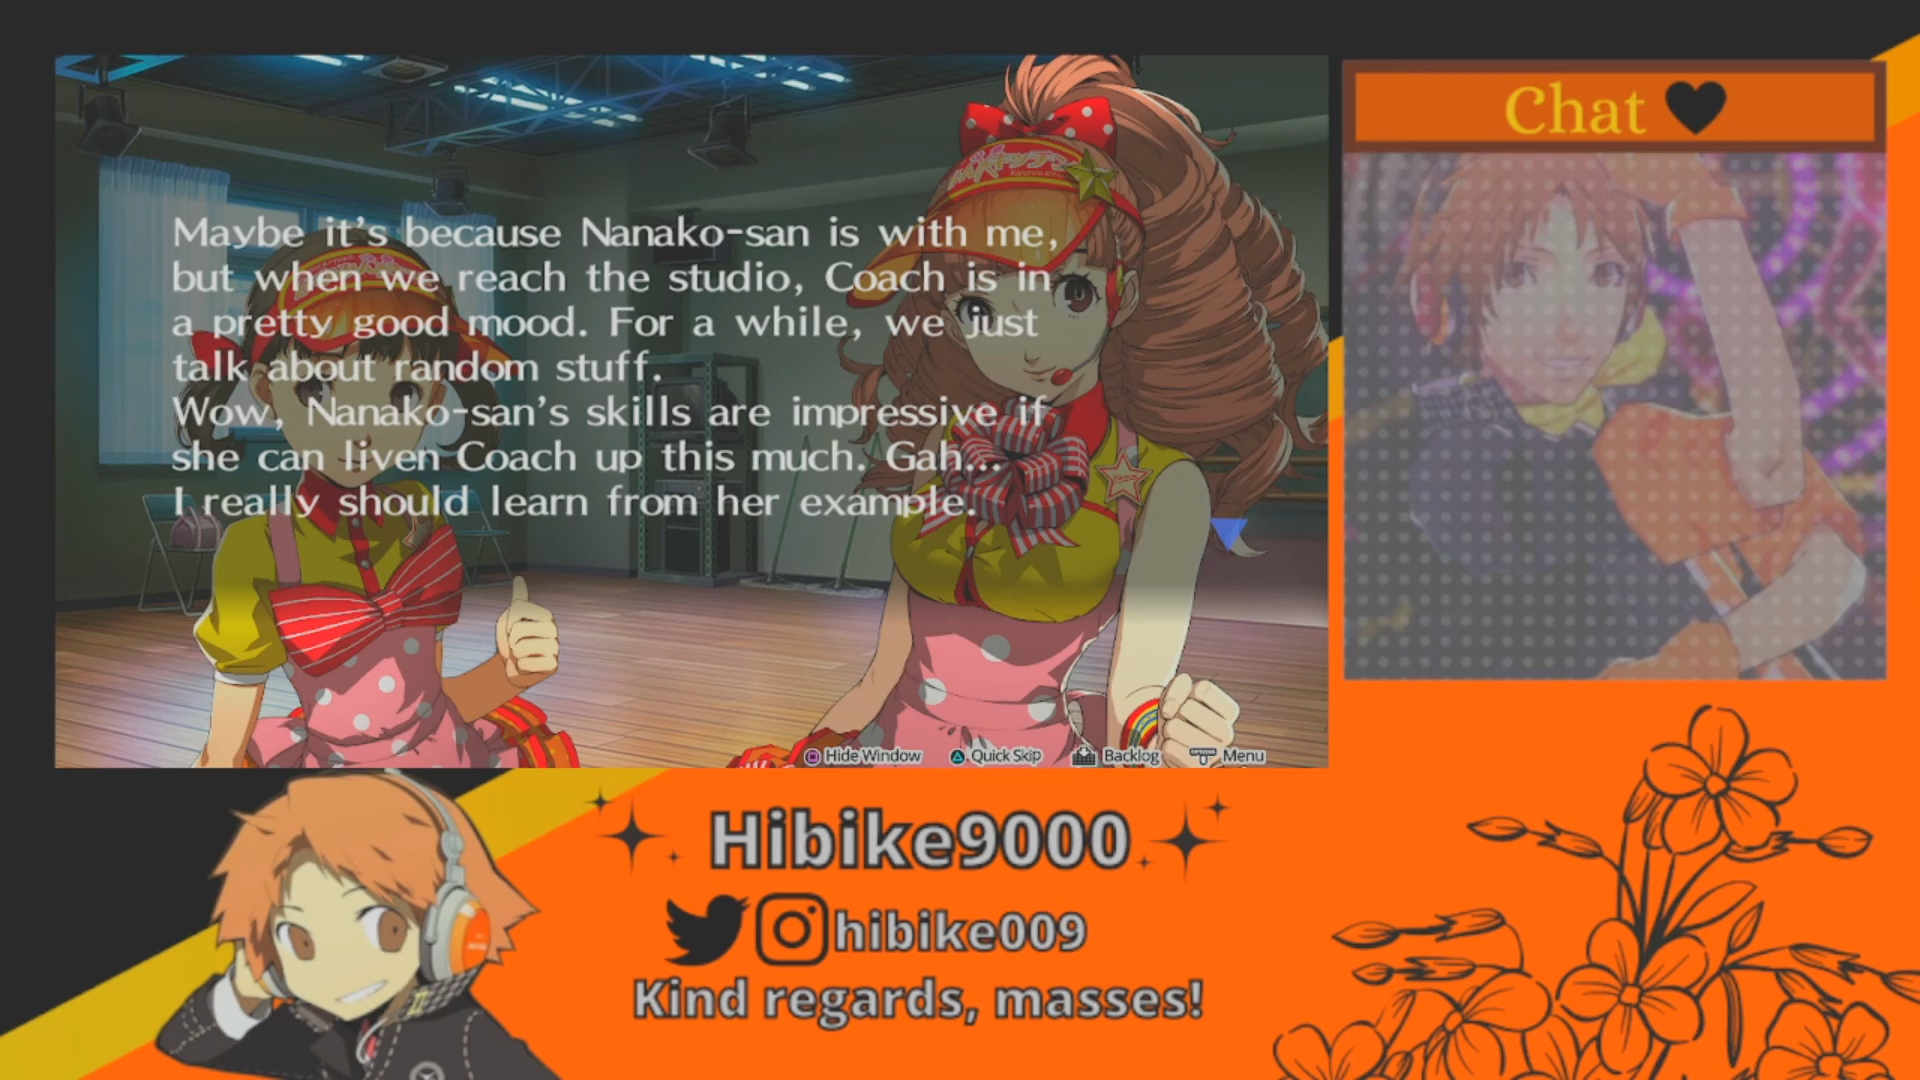 Chat
Maybe it's because Nanako-san is with me,
but when we reach the studio, Coach is in
a pretty good mood. For a while, we just
talk about random stuff.
Wow, Nanako-san's skills are impressive if
she can liven Coach up this much. Gah...
I really should learn from her example.
Hide Window Quick Skip Backlog OPTIONS Menu
Hibike9000
hibike009
Kind regards, masses!